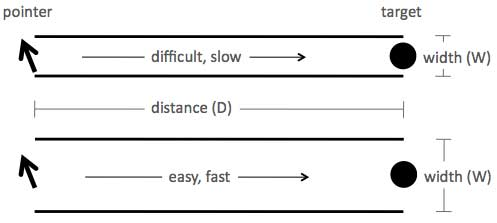 pointer target
difficult, slow
width (W)
distance (D)
easy, fast
width (W)